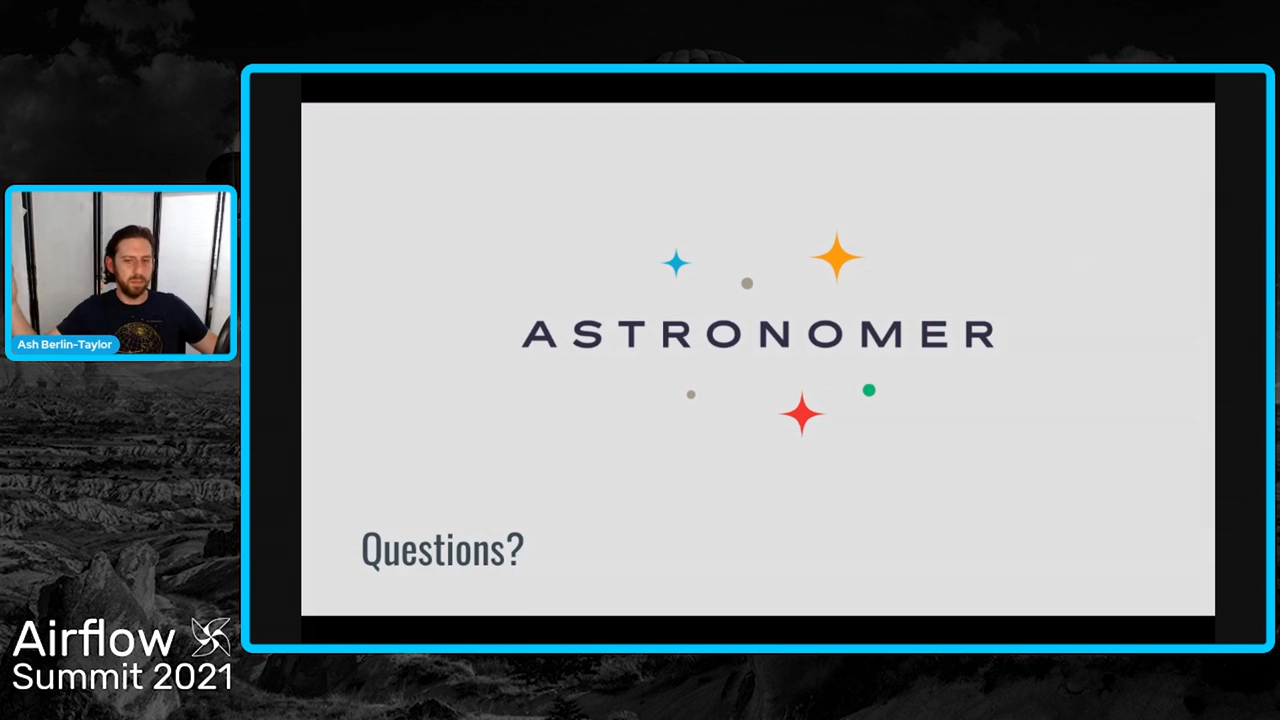 ASTRONOMER
Questions?
Ash Berlin-Taylor
Airflow
Summit 2021